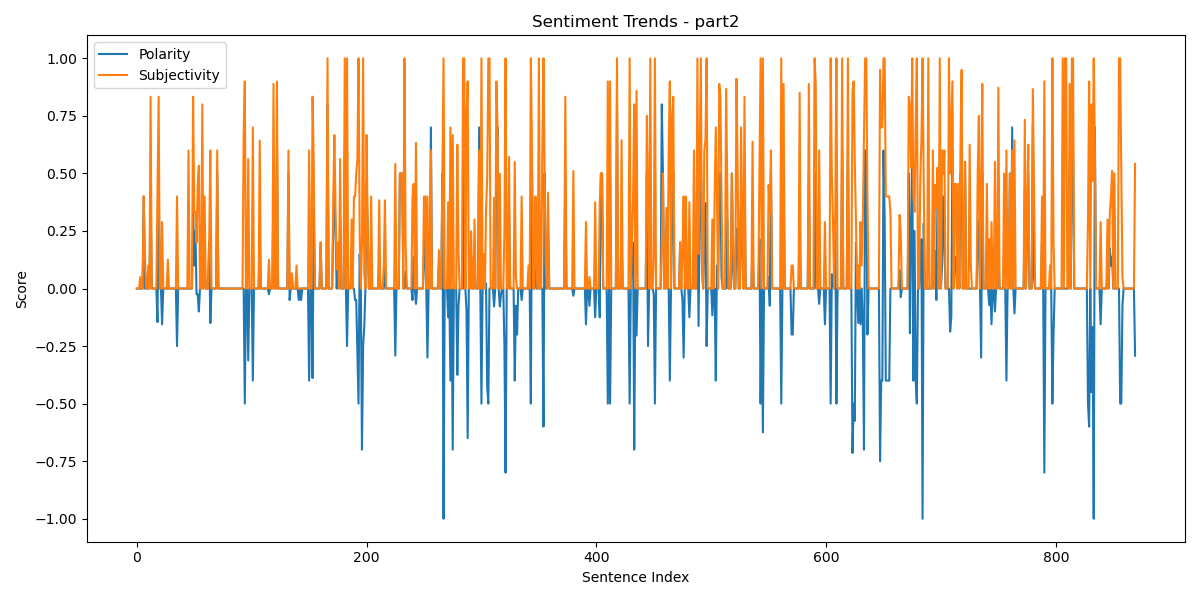 Sentiment Trends - part2
Polarity
Subjectivity
1.00
0.75
0.50
0.25
0.00
−0.25
−0.50
−0.75
−1.00
Score
0
200
400
600
800
Sentence Index